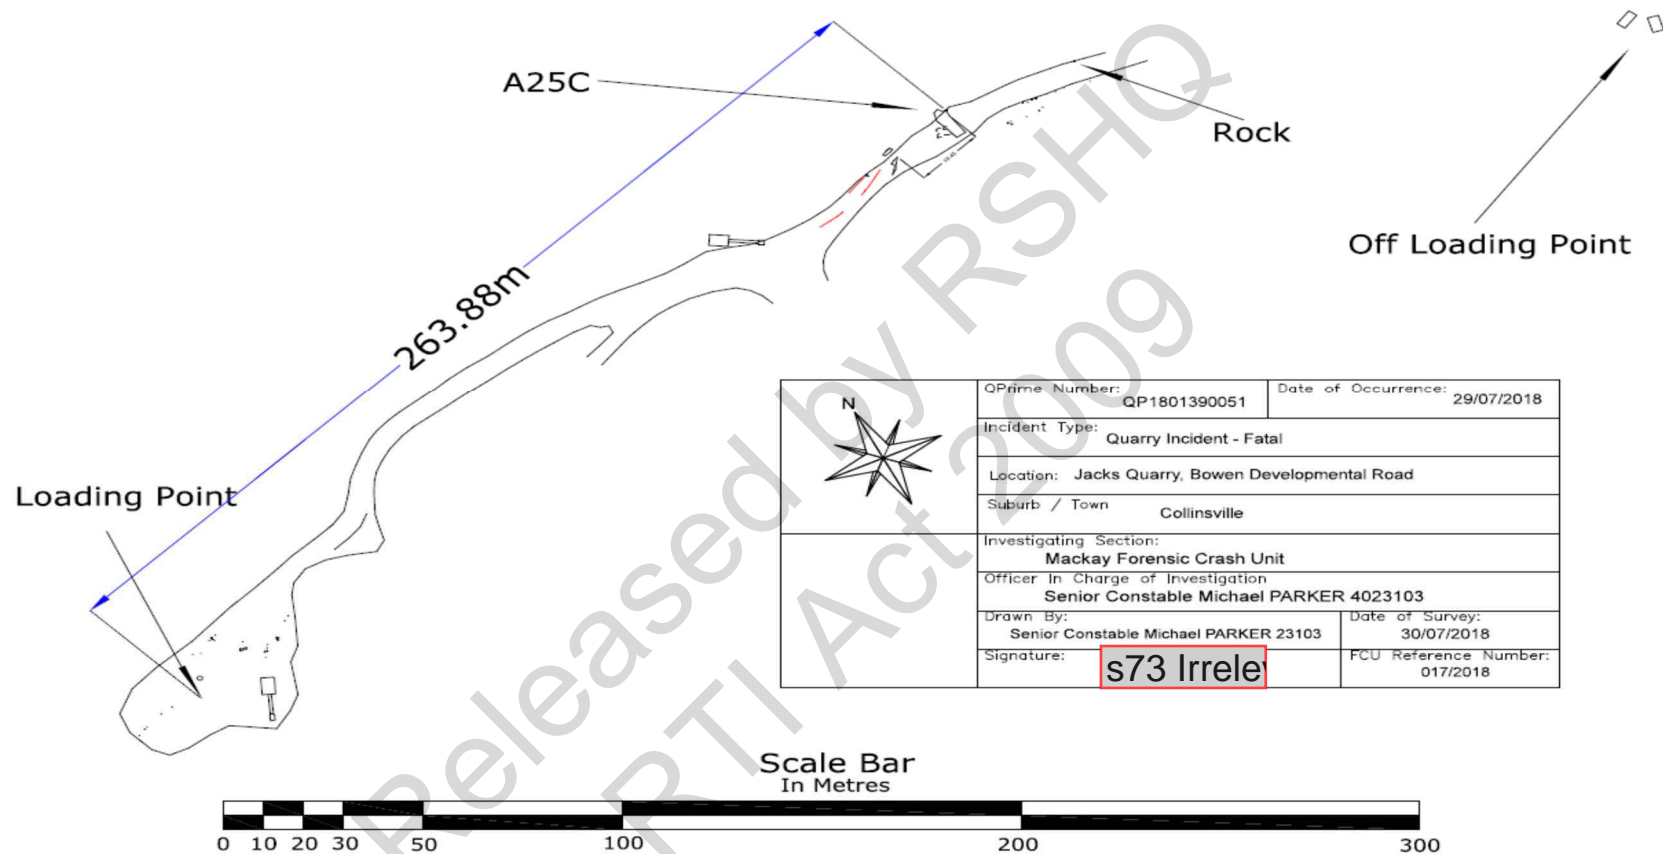 A25C
Rock
Off Loading Point
263.88m
Loading Point
N
QPrime Number: QP1801390051
Date of Occurrence: 29/07/2018
Incident Type: Quarry Incident - Fatal
Location: Jacks Quarry, Bowen Developmental Road
Suburb / Town Collinsville
Investigating Section:
Mackay Forensic Crash Unit
Officer In Charge of Investigation
Senior Constable Michael PARKER 4023103
Drawn By:
Senior Constable Michael PARKER 23103
Date of Survey:
30/07/2018
Signature: s73 Irrele
FCU Reference Number:
017/2018
Scale Bar
In Metres
0 10 20 30 50 100 200 300
Released by RSHQ
RTI Act 2009